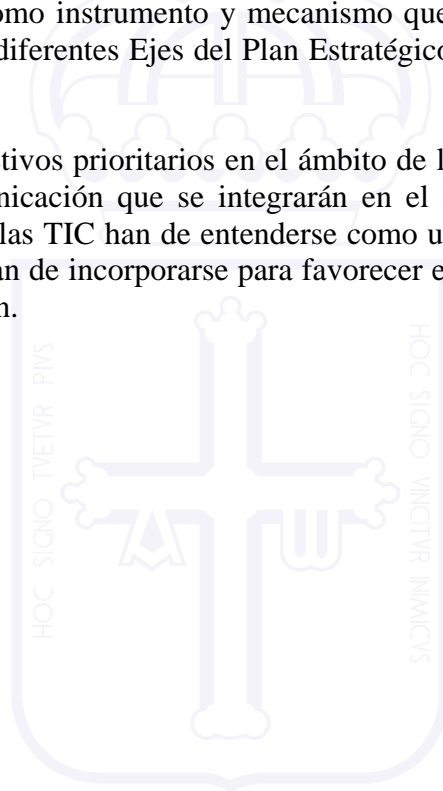 omo instrumento y mecanismo que
diferentes Ejes del Plan Estratégico
tivos prioritarios en el ámbito de l
nicación que se integrarán en el
las TIC han de entenderse como u
an de incorporarse para favorecer e
n.
HOC SIGNO TVETVR PIVS
HOC SIGNO VINCITVR INIMICVS